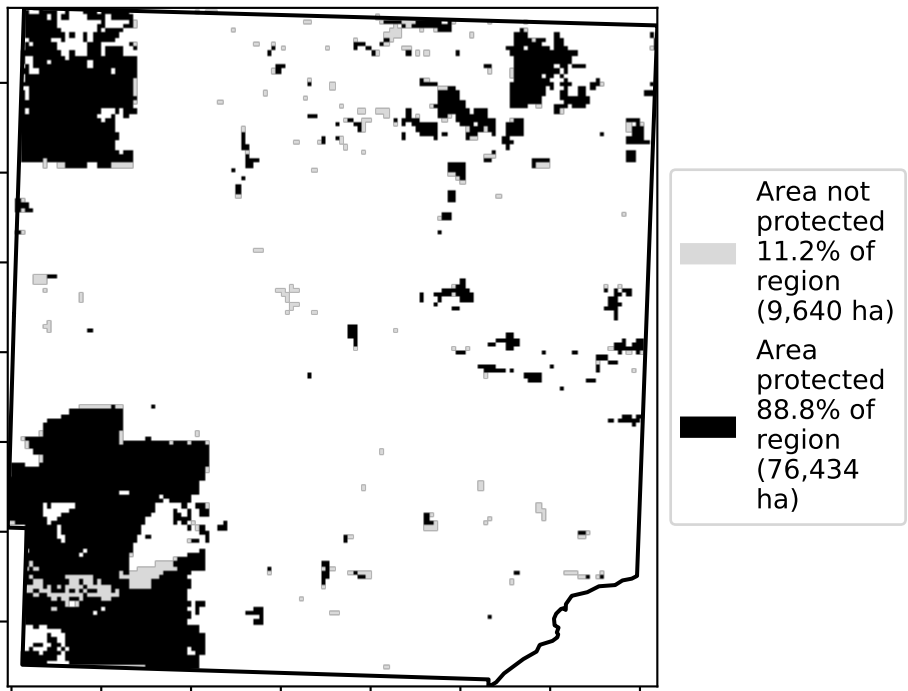 Area not
protected
11.2% of
region
(9,640 ha)
Area
protected
88.8% of
region
(76,434
ha)